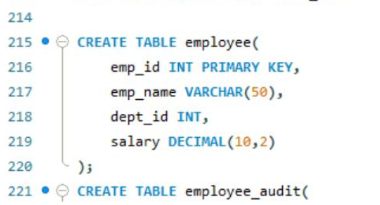 214
215 CREATE TABLE employee(
216 emp_id INT PRIMARY KEY,
217 emp_name VARCHAR(50),
218 dept_id INT,
219 salary DECIMAL(10,2)
220 );
221 CREATE TABLE employee_audit(